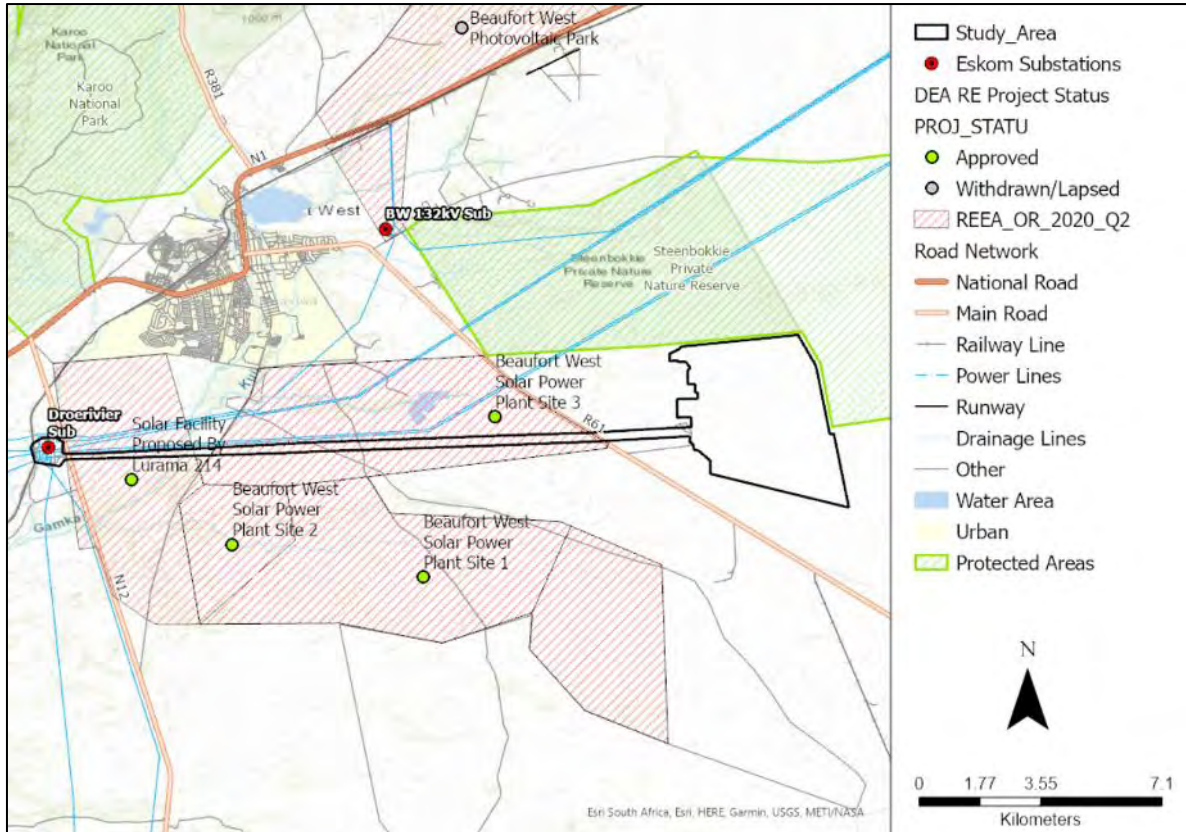 Beaufort West
Photovoltaic Park
Karoo
National
Park
Karoo
National
Park
R381
N1
t West
BW 132kV Sub
Steenbokkie
Private Nature
Reserve
Steenbokkie
Private
Nature Reserve
Beaufort West
Solar Power
Plant Site 3
R61
Droerivier
Sub
Solar Facility
Proposed By
Lurama 214
Beaufort West
Solar Power
Plant Site 2
Beaufort West
Solar Power
Plant Site 1
Gamka
N12
Esri South Africa, Esri, HERE, Garmin, USGS, METI/NASA
Study_Area
Eskom Substations
DEA RE Project Status
PROJ_STATU
Approved
Withdrawn/Lapsed
REEA_OR_2020_Q2
Road Network
National Road
Main Road
Railway Line
Power Lines
Runway
Drainage Lines
Other
Water Area
Urban
Protected Areas
N
0 1.77 3.55 7.1
Kilometers